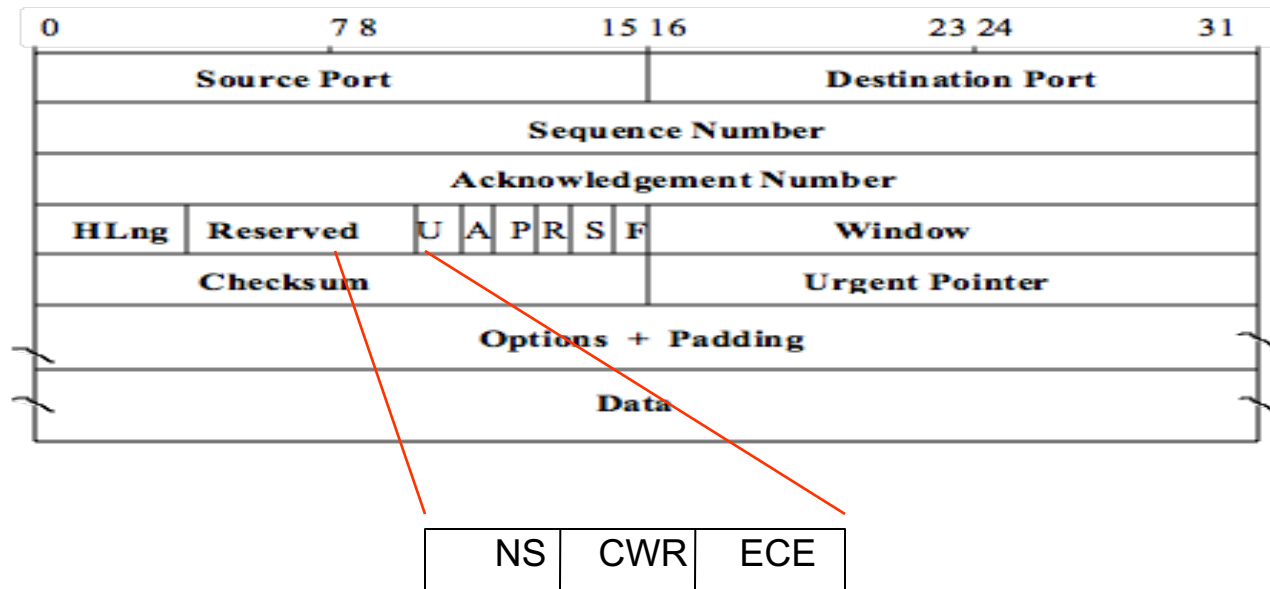 0 7 8 15 16 23 24 31
Source Port Destination Port
Sequence Number
Acknowledgement Number
HLng Reserved U A P R S F Window
Checksum Urgent Pointer
Options + Padding
Data
NS CWR ECE